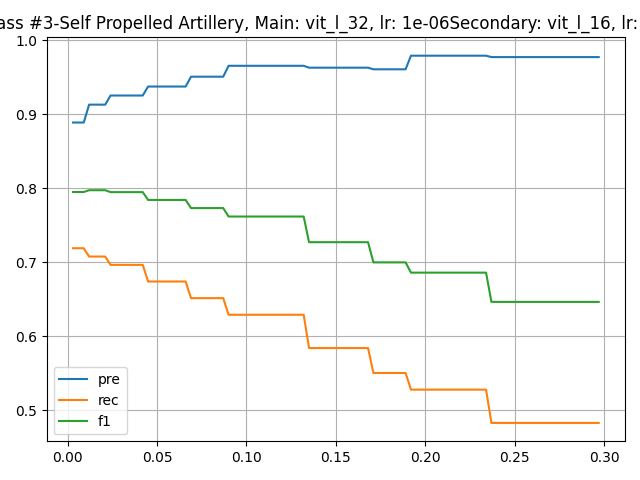 ass #3-Self Propelled Artillery, Main: vit_l_32, lr: 1e-06Secondary: vit_l_16, lr:
1.0
0.9
0.8
0.7
0.6
0.5
pre
rec
f1
0.00 0.05 0.10 0.15 0.20 0.25 0.30